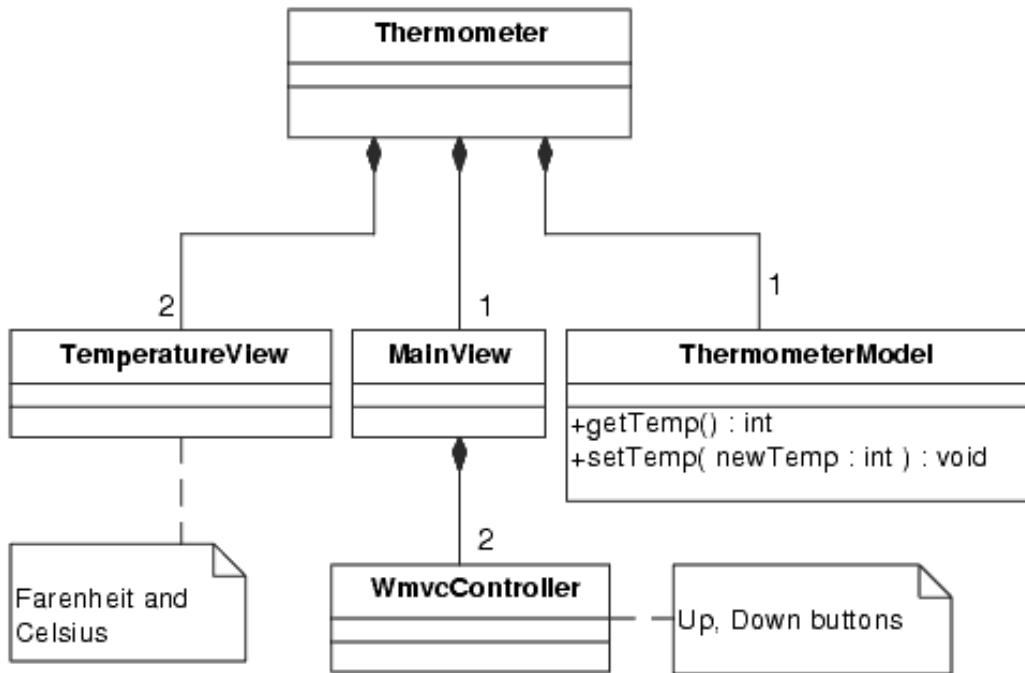 Thermometer
2
1
1
TemperatureView
MainView
ThermometerModel
+getTemp() : int
+setTemp( newTemp : int ) : void
2
Farenheit and
Celsius
WmvcController
Up, Down buttons